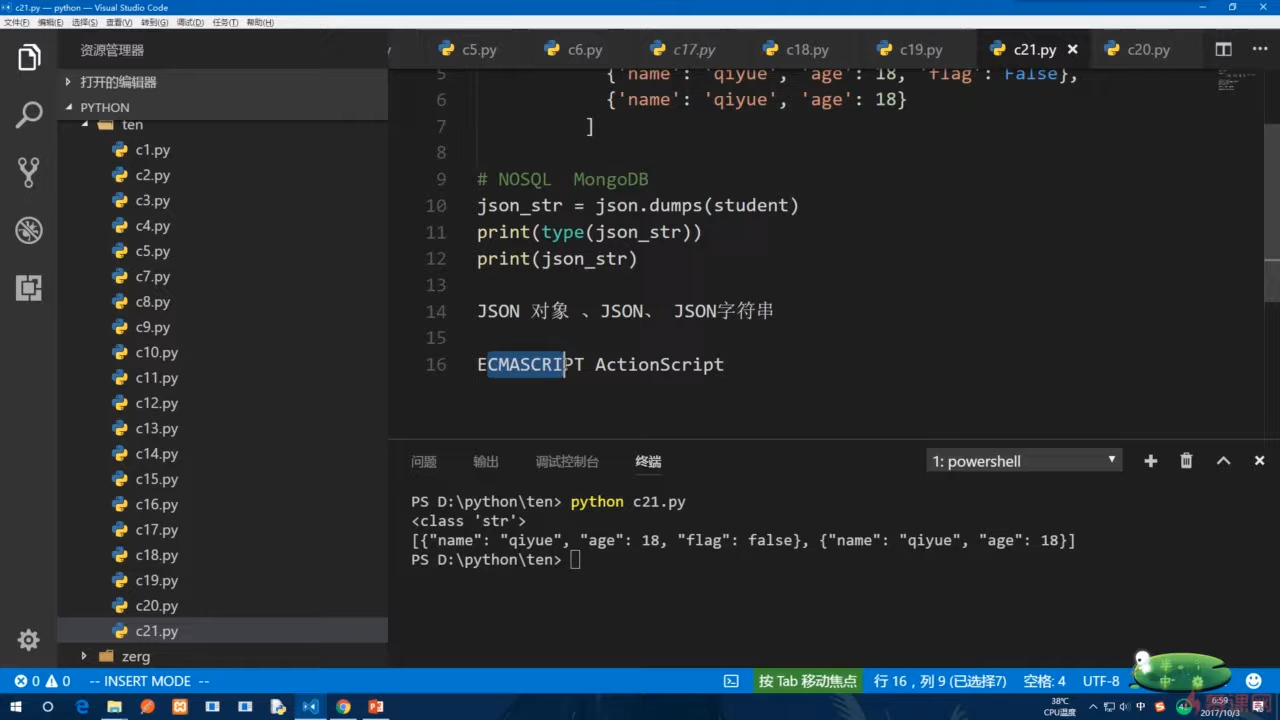 c21.py — python — Visual Studio Code
文件(F) 编辑(E) 选择(S) 查看(V) 转到(G) 调试(D) 任务(T) 帮助(H)
资源管理器
c5.py c6.py c17.py c18.py c19.py c21.py c20.py
打开的编辑器
PYTHON
ten
c1.py
c2.py
c3.py
c4.py
c5.py
c7.py
c8.py
c9.py
c10.py
c11.py
c12.py
c13.py
c14.py
c15.py
c16.py
c17.py
c18.py
c19.py
c20.py
c21.py
zerg
5 {'name': 'qiyue', 'age': 18, 'flag': False},
6 {'name': 'qiyue', 'age': 18}
7 ]
8
9 # NOSQL MongoDB
10 json_str = json.dumps(student)
11 print(type(json_str))
12 print(json_str)
13
14 JSON 对象 、JSON、 JSON字符串
15
16 ECMASCRIPT ActionScript
问题 输出 调试控制台 终端 1: powershell
PS D:\python\ten> python c21.py
<class 'str'>
[{"name": "qiyue", "age": 18, "flag": false}, {"name": "qiyue", "age": 18}]
PS D:\python\ten>
0 0 -- INSERT MODE -- 按 Tab 移动焦点 行 16，列 9 (已选择7) 空格: 4 UTF-8
38℃
CPU温度
中
6:59
2017/10/3